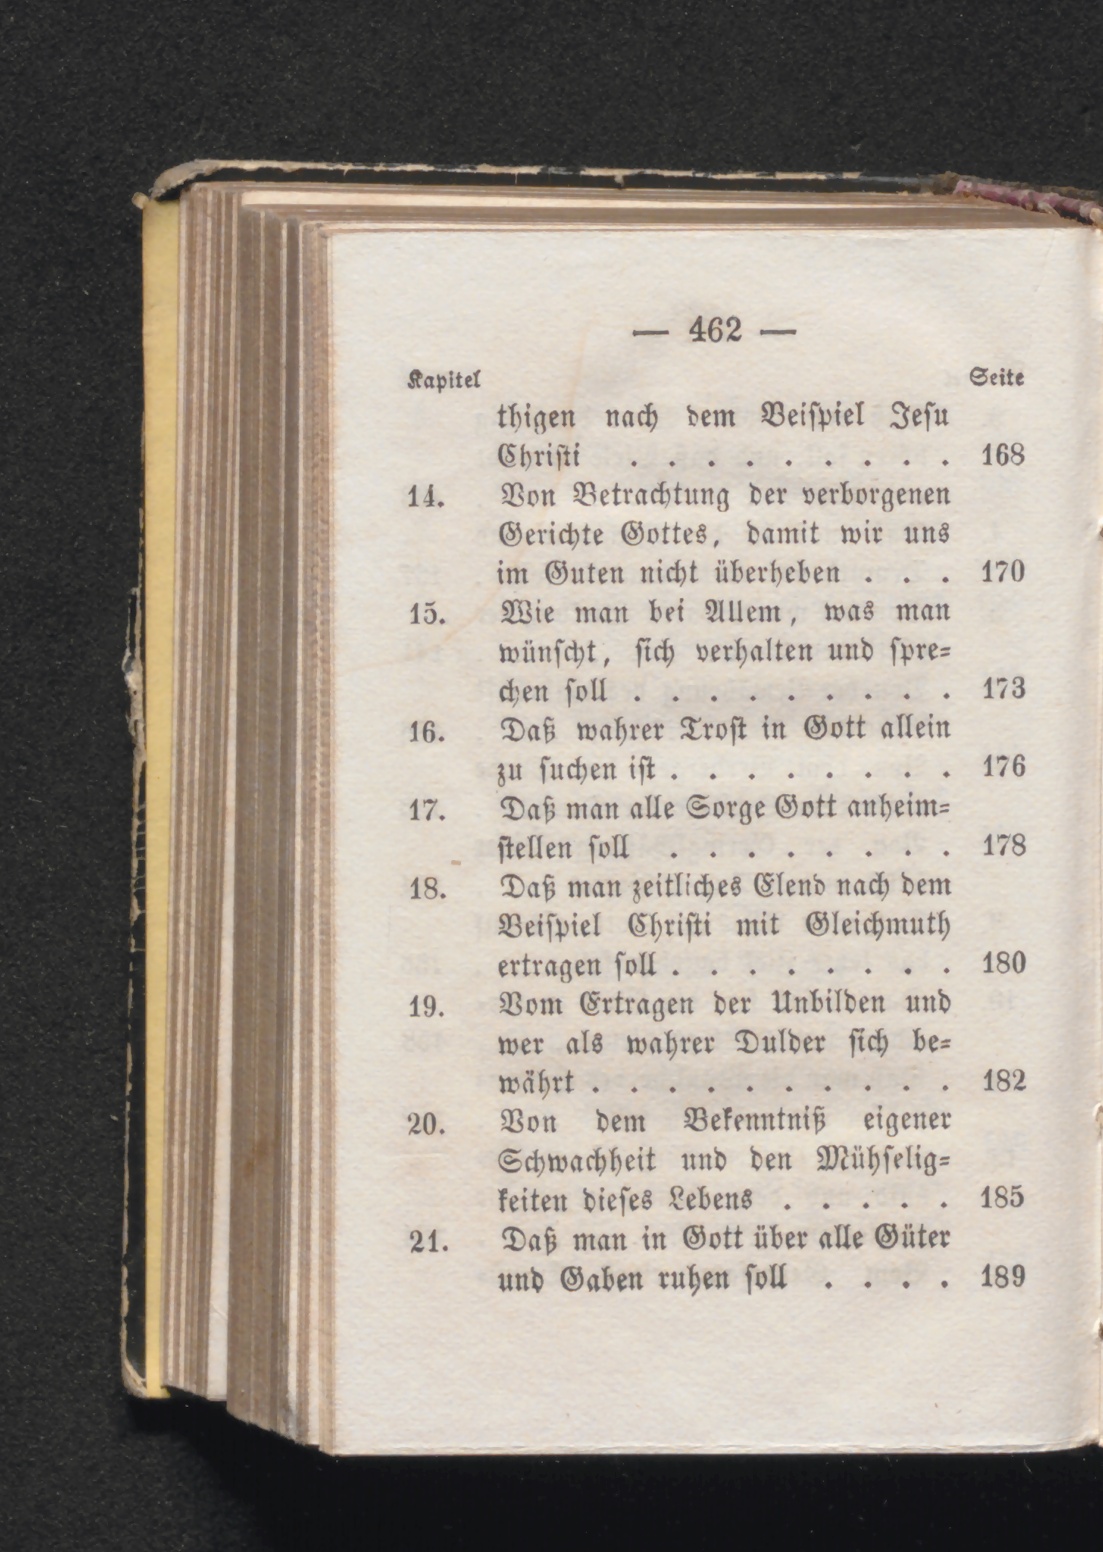 — 462 —
Kapitel Seite
thigen nach dem Beiſpiel Jeſu
Chriſti . . . . . . . . . 168
14. Von Betrachtung der verborgenen
Gerichte Gottes, damit wir uns
im Guten nicht überheben . . . 170
15. Wie man bei Allem, was man
wünſcht, ſich verhalten und ſpre=
chen ſoll . . . . . . . . . 173
16. Daß wahrer Troſt in Gott allein
zu ſuchen iſt . . . . . . . . 176
17. Daß man alle Sorge Gott anheim=
ſtellen ſoll . . . . . . . . 178
18. Daß man zeitliches Elend nach dem
Beiſpiel Chriſti mit Gleichmuth
ertragen ſoll . . . . . . . . 180
19. Vom Ertragen der Unbilden und
wer als wahrer Dulder ſich be=
währt . . . . . . . . . . 182
20. Von dem Bekenntniß eigener
Schwachheit und den Mühſelig=
keiten dieſes Lebens . . . . . 185
21. Daß man in Gott über alle Güter
und Gaben ruhen ſoll . . . . 189